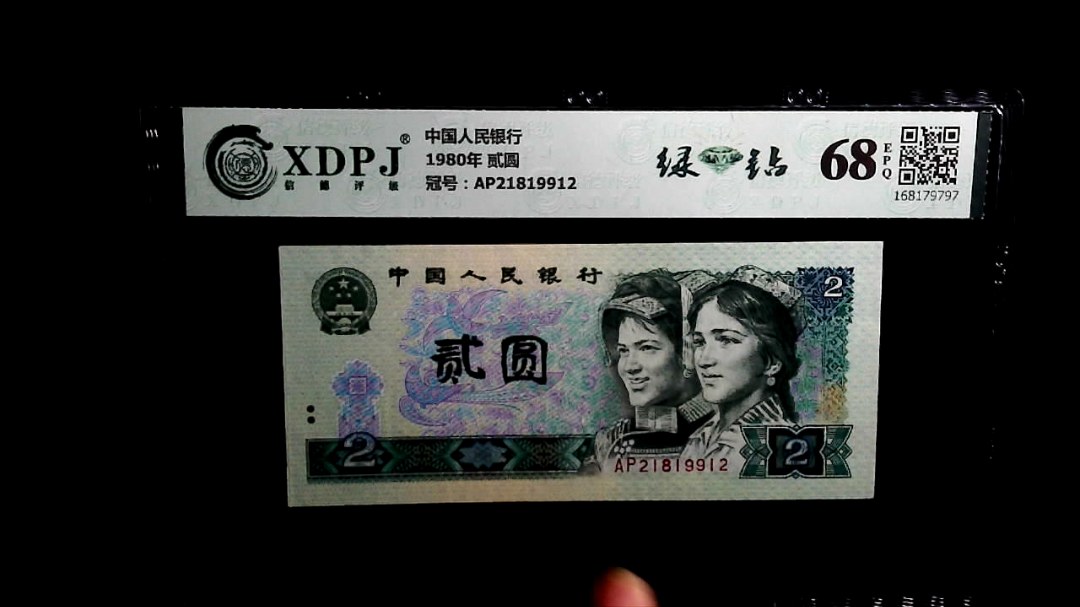 XDPJ®
信德评级
中国人民银行
1980年 贰圆
冠号：AP21819912
绿钻
68
EPQ
168179797
中国人民银行
2
贰圆
2
2
AP21819912